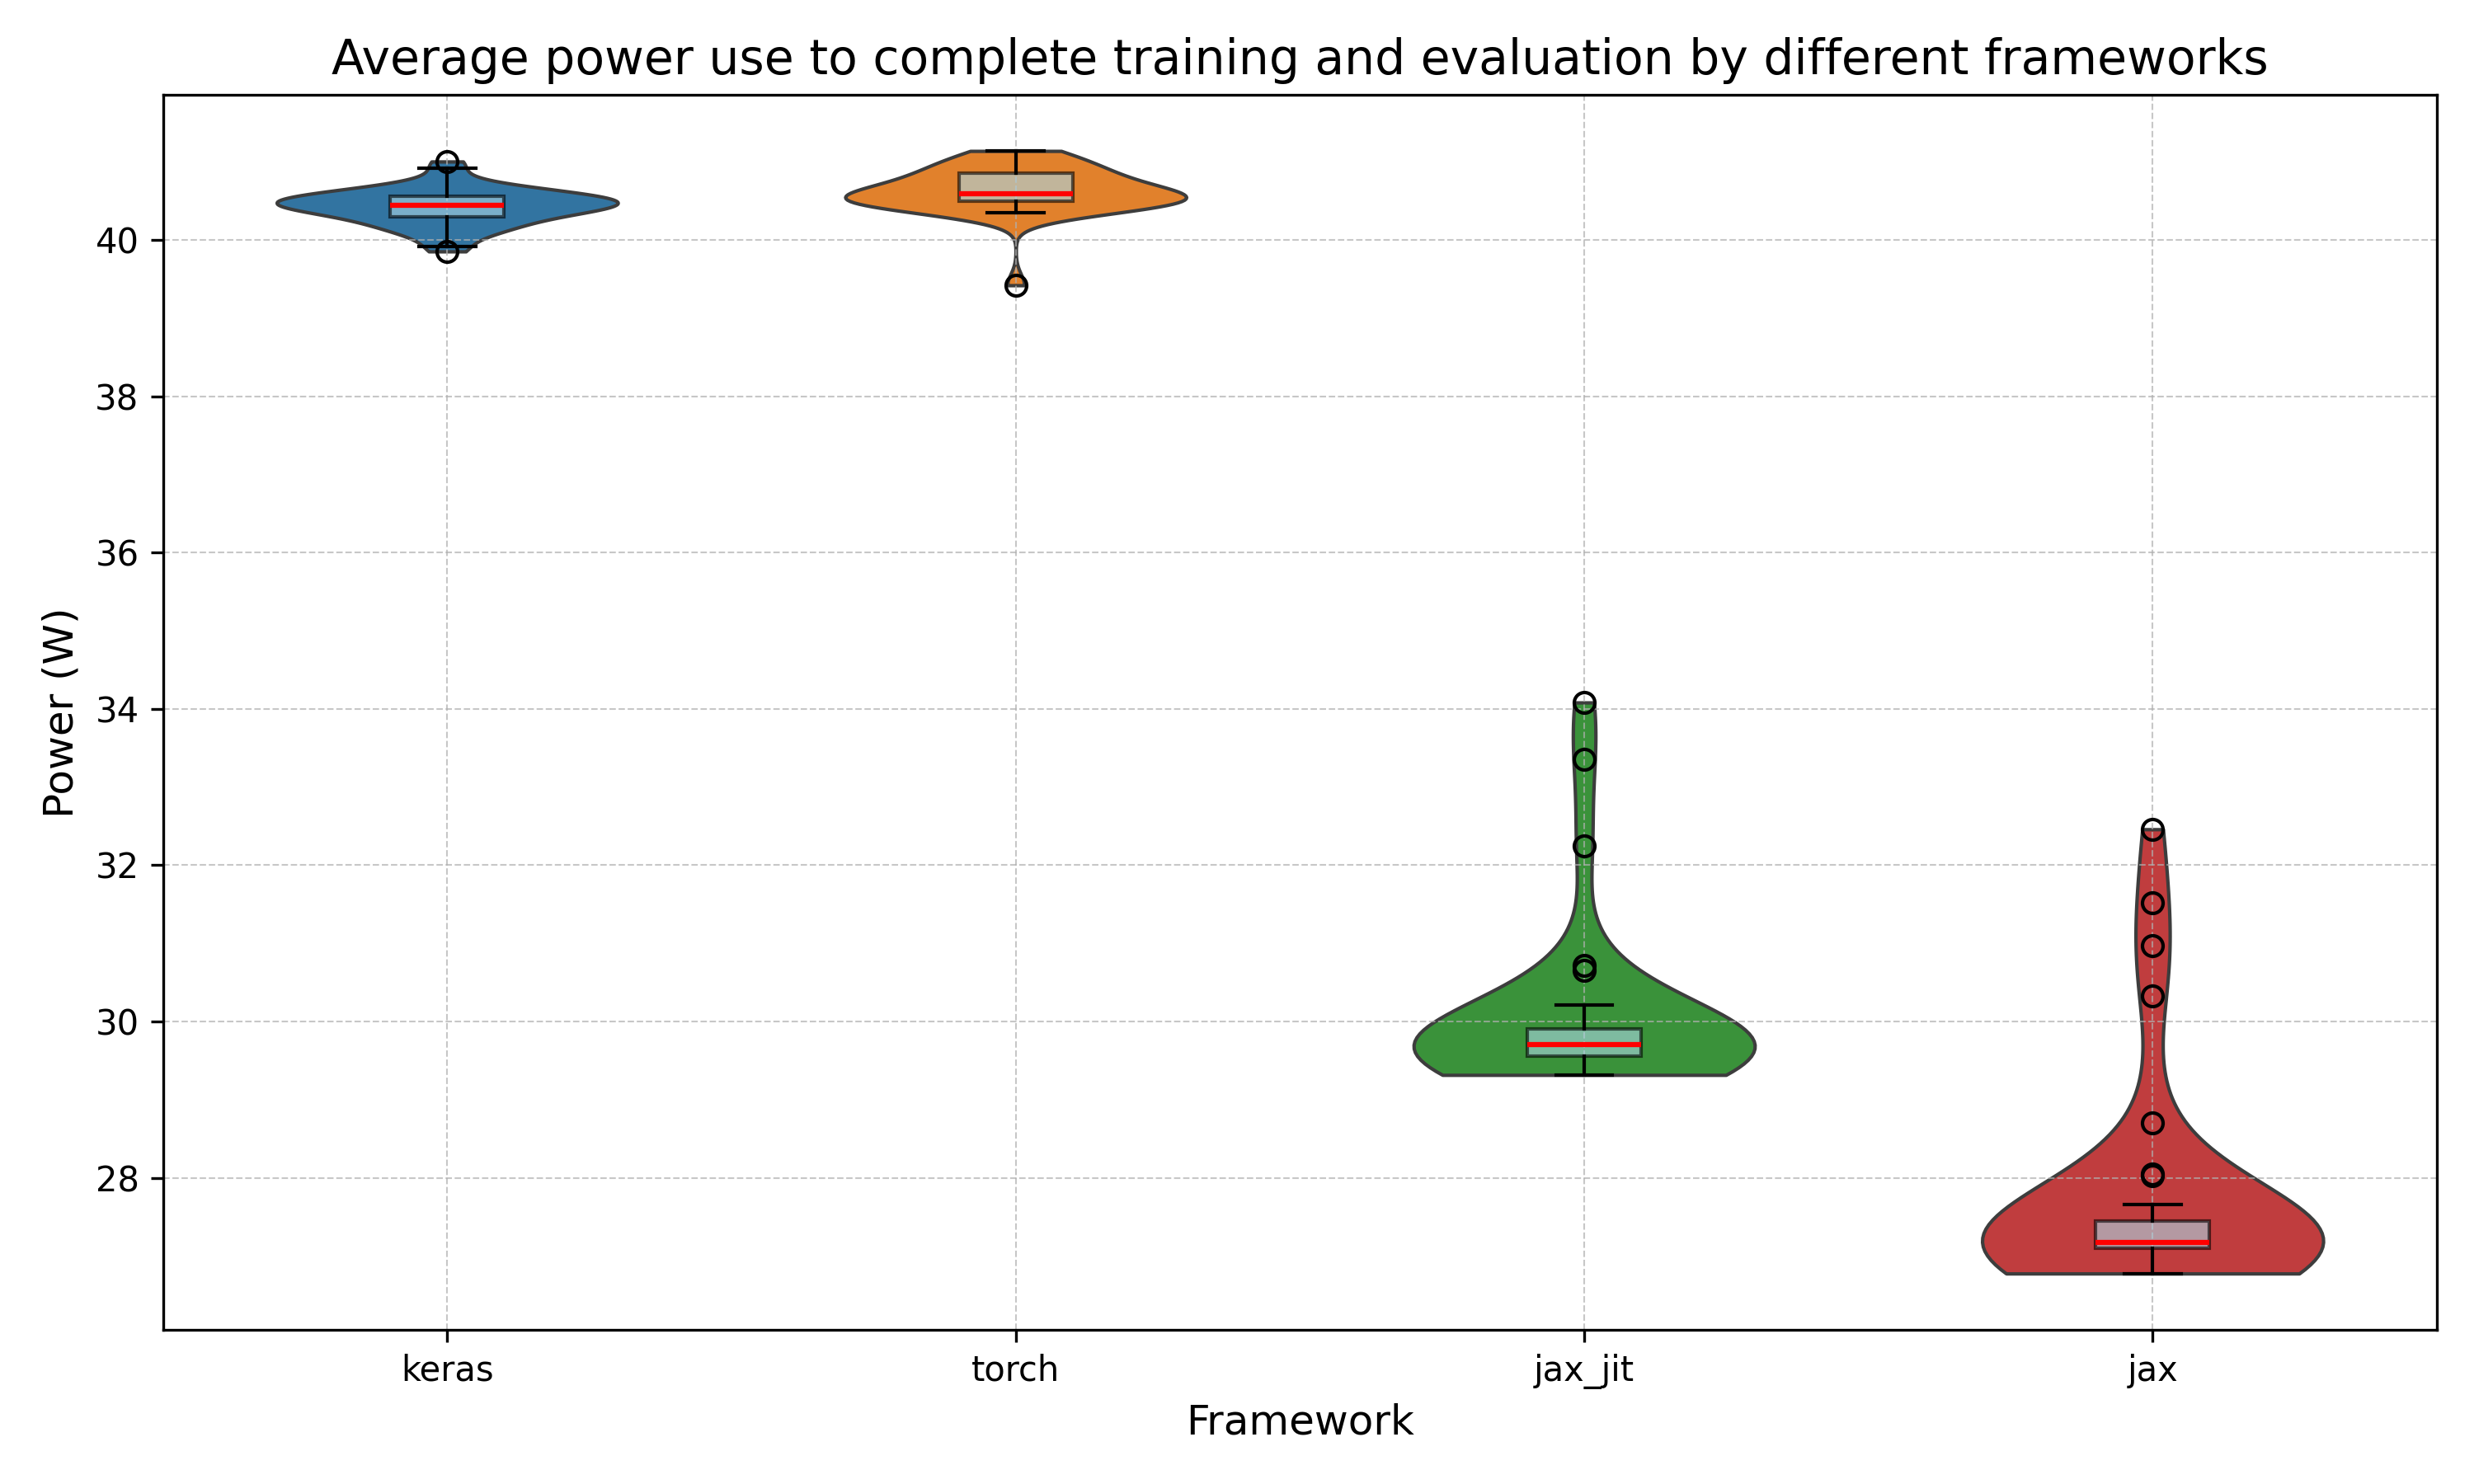 Average power use to complete training and evaluation by different frameworks
Power (W)
40
38
36
34
32
30
28
keras
torch
jax_jit
jax
Framework